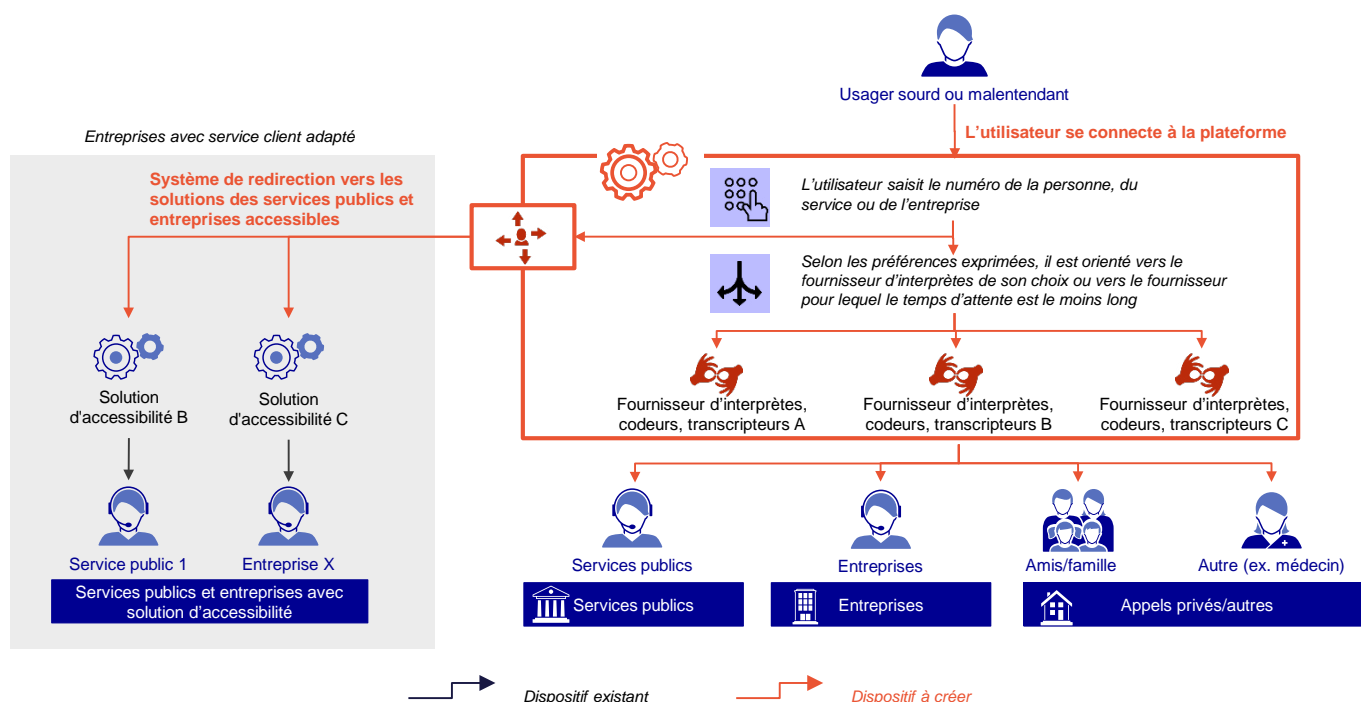 Usager sourd ou malentendant
L'utilisateur se connecte à la plateforme
Entreprises avec service client adapté
Système de redirection vers les
solutions des services publics et
entreprises accessibles
L'utilisateur saisit le numéro de la personne, du
service ou de l'entreprise
Selon les préférences exprimées, il est orienté vers le
fournisseur d'interprètes de son choix ou vers le fournisseur
pour lequel le temps d'attente est le moins long
Solution
d'accessibilité B
Solution
d'accessibilité C
Fournisseur d'interprètes,
codeurs, transcripteurs A
Fournisseur d'interprètes,
codeurs, transcripteurs B
Fournisseur d'interprètes,
codeurs, transcripteurs C
Service public 1
Entreprise X
Services publics et entreprises avec
solution d'accessibilité
Services publics
Entreprises
Amis/famille
Autre (ex. médecin)
Services publics
Entreprises
Appels privés/autres
Dispositif existant
Dispositif à créer